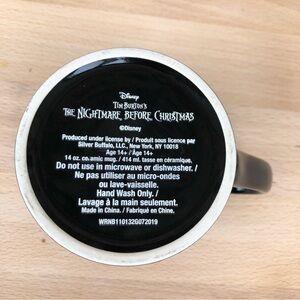 Disney
TIM BURTON'S
THE NIGHTMARE BEFORE CHRISTMAS
©Disney
Produced under license by / Produit sous licence par
Silver Buffalo, LLC., New York, NY 10018
Age 14+ / Age 14+
14 oz. ceramic mug. / 414 ml. tasse en céramique.
Do not use in microwave or dishwasher. /
Ne pas utiliser au micro-ondes
ou lave-vaisselle.
Hand Wash Only. /
Lavage à la main seulement.
Made in China. / Fabriqué en Chine.
WRNB110132G072019